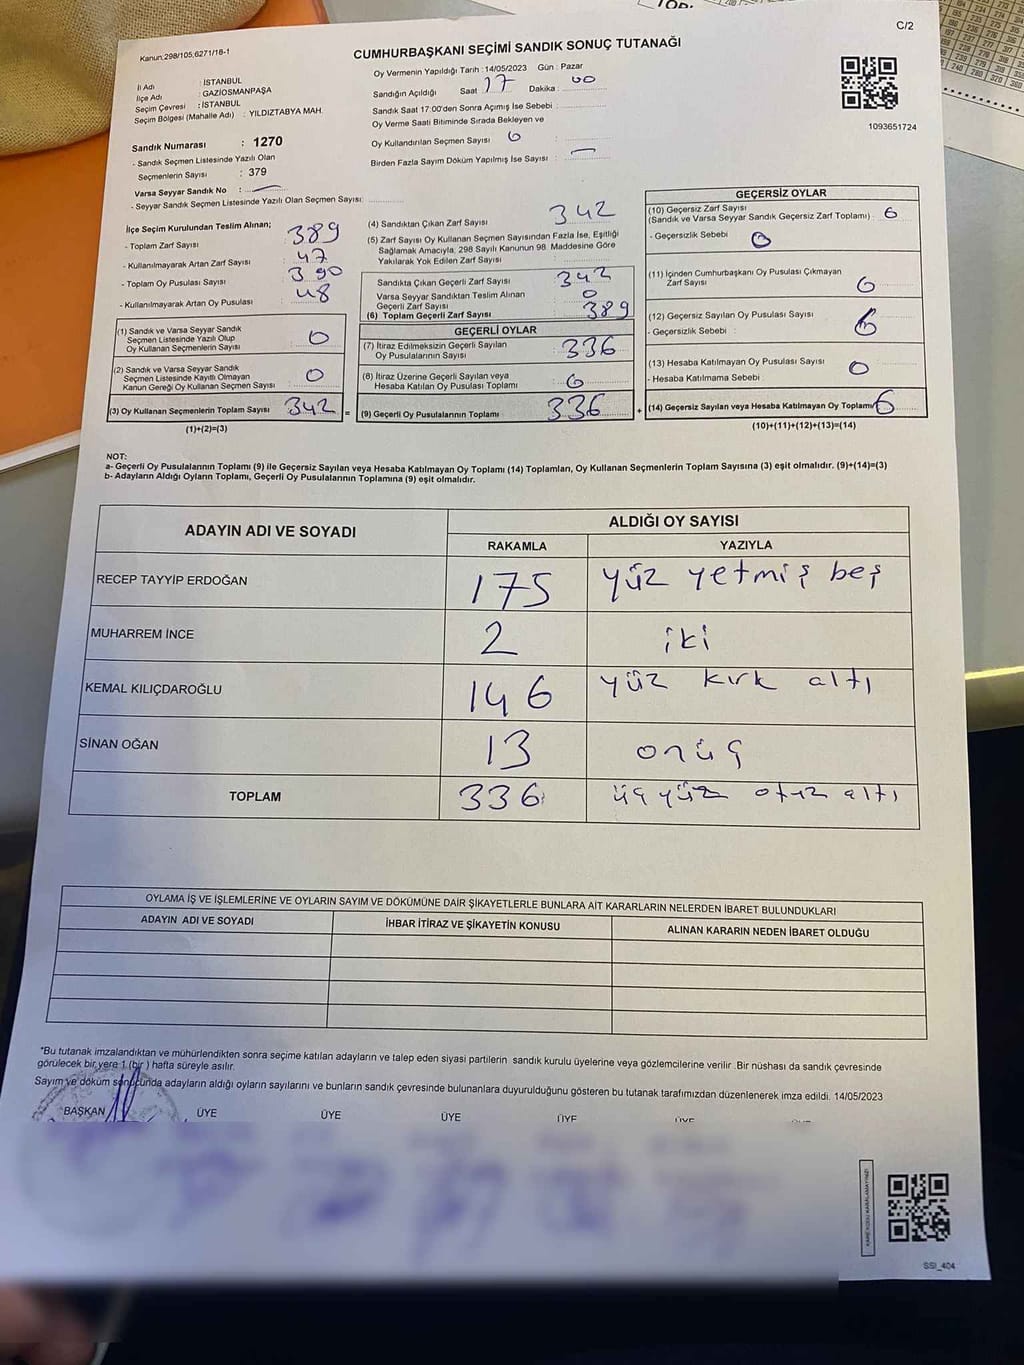 C/2
Kanun.298/105,6271/18-1
CUMHURBAŞKANI SEÇİMİ SANDIK SONUÇ TUTANAĞI
İl Adı : İSTANBUL
İlçe Adı : GAZİOSMANPAŞA
Seçim Çevresi : İSTANBUL
Seçim Bölgesi (Mahalle Adı) : YILDIZTABYA MAH.
Oy Vermenin Yapıldığı Tarih :14/05/2023 Gün : Pazar
Sandığın Açıldığı Saat 17 Dakika : 00
Sandık Saat 17:00'den Sonra Açılmış İse Sebebi :
Oy Verme Saati Bitiminde Sırada Bekleyen ve
Oy Kullandırılan Seçmen Sayısı : 0
Birden Fazla Sayım Döküm Yapılmış İse Sayısı : —
1093651724
Sandık Numarası : 1270
- Sandık Seçmen Listesinde Yazılı Olan
Seçmenlerin Sayısı : 379
Varsa Seyyar Sandık No : —
- Seyyar Sandık Seçmen Listesinde Yazılı Olan Seçmen Sayısı:
İlçe Seçim Kurulundan Teslim Alınan;
- Toplam Zarf Sayısı : 389
- Kullanılmayarak Artan Zarf Sayısı : 47
- Toplam Oy Pusulası Sayısı : 390
- Kullanılmayarak Artan Oy Pusulası : 48
(1) Sandık ve Varsa Seyyar Sandık
Seçmen Listesinde Yazılı Olup
Oy Kullanan Seçmenlerin Sayısı : 0
(2) Sandık ve Varsa Seyyar Sandık
Seçmen Listesinde Kayıtlı Olmayan
Kanun Gereği Oy Kullanan Seçmen Sayısı : 0
(3) Oy Kullanan Seçmenlerin Toplam Sayısı : 342 =
(1)+(2)=(3)
(4) Sandıktan Çıkan Zarf Sayısı : 342
(5) Zarf Sayısı Oy Kullanan Seçmen Sayısından Fazla İse, Eşitliği
Sağlamak Amacıyla, 298 Sayılı Kanunun 98. Maddesine Göre
Yakılarak Yok Edilen Zarf Sayısı :
Sandıkta Çıkan Geçerli Zarf Sayısı : 342
Varsa Seyyar Sandıktan Teslim Alınan
Geçerli Zarf Sayısı : 0
(6) Toplam Geçerli Zarf Sayısı : 389
GEÇERLİ OYLAR
(7) İtiraz Edilmeksizin Geçerli Sayılan
Oy Pusulalarının Sayısı : 336
(8) İtiraz Üzerine Geçerli Sayılan veya
Hesaba Katılan Oy Pusulası Toplamı : 0
(9) Geçerli Oy Pusulalarının Toplamı : 336 +
GEÇERSİZ OYLAR
(10) Geçersiz Zarf Sayısı
(Sandık ve Varsa Seyyar Sandık Geçersiz Zarf Toplamı) : 6
- Geçersizlik Sebebi : 0
(11) İçinden Cumhurbaşkanı Oy Pusulası Çıkmayan
Zarf Sayısı : 0
(12) Geçersiz Sayılan Oy Pusulası Sayısı :
- Geçersizlik Sebebi :
(13) Hesaba Katılmayan Oy Pusulası Sayısı : 0
- Hesaba Katılmama Sebebi :
(14) Geçersiz Sayılan veya Hesaba Katılmayan Oy Toplamı : 6
(10)+(11)+(12)+(13)=(14)
NOT:
a- Geçerli Oy Pusulalarının Toplamı (9) ile Geçersiz Sayılan veya Hesaba Katılmayan Oy Toplamı (14) Toplamları, Oy Kullanan Seçmenlerin Toplam Sayısına (3) eşit olmalıdır. (9)+(14)=(3)
b- Adayların Aldığı Oyların Toplamı, Geçerli Oy Pusulalarının Toplamına (9) eşit olmalıdır.
ADAYIN ADI VE SOYADI ALDIĞI OY SAYISI
RAKAMLA YAZIYLA
RECEP TAYYİP ERDOĞAN 175 yüz yetmiş beş
MUHARREM İNCE 2 iki
KEMAL KILIÇDAROĞLU 146 yüz kırk altı
SİNAN OĞAN 13 onüç
TOPLAM 336 üç yüz otuz altı
OYLAMA İŞ VE İŞLEMLERİNE VE OYLARIN SAYIM VE DÖKÜMÜNE DAİR ŞİKAYETLERLE BUNLARA AİT KARARLARIN NELERDEN İBARET BULUNDUKLARI
ADAYIN ADI VE SOYADI İHBAR İTİRAZ VE ŞİKAYETİN KONUSU ALINAN KARARIN NEDEN İBARET OLDUĞU
*Bu tutanak imzalandıktan ve mühürlendikten sonra seçime katılan adayların ve talep eden siyasi partilerin sandık kurulu üyelerine veya gözlemcilerine verilir .Bir nüshası da sandık çevresinde
görülecek bir yere 1 (bir ) hafta süreyle asılır.
Sayım ve döküm sonucunda adayların aldığı oyların sayılarını ve bunların sandık çevresinde bulunanlara duyurulduğunu gösteren bu tutanak tarafımızdan düzenlenerek imza edildi. 14/05/2023
BAŞKAN ÜYE ÜYE ÜYE ÜYE ÜYE
SSI_404